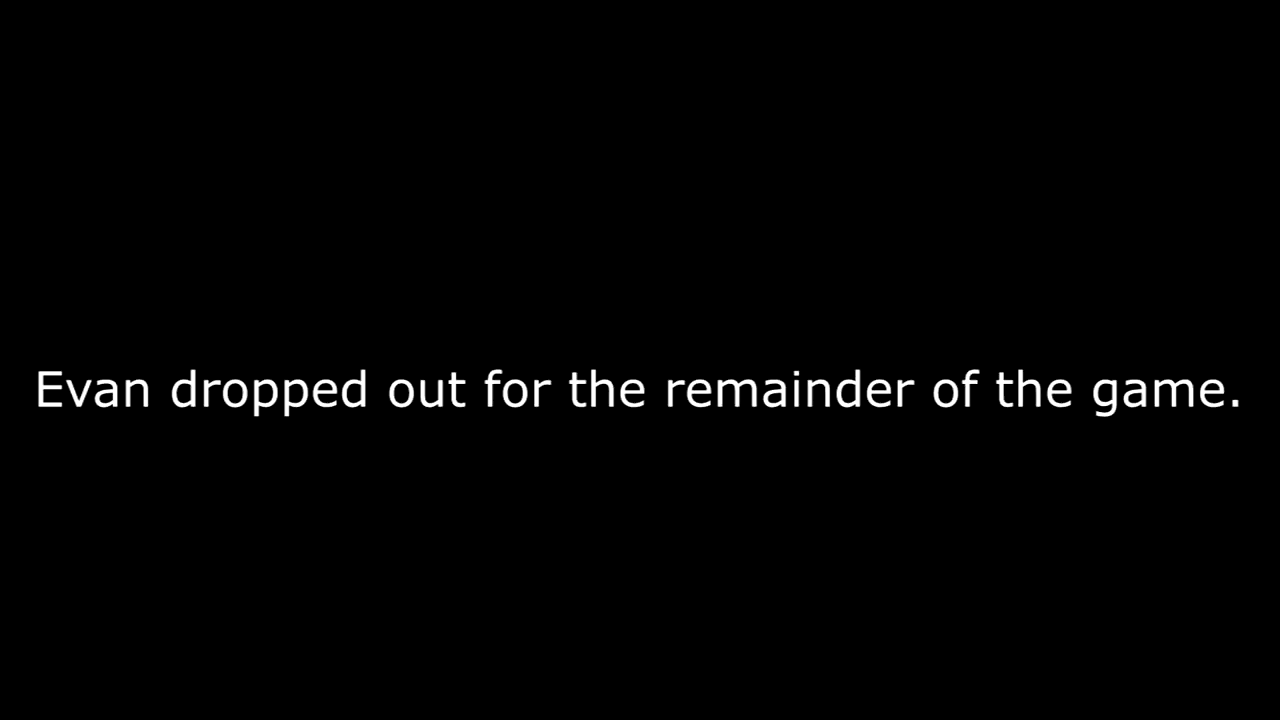 Evan dropped out for the remainder of the game.